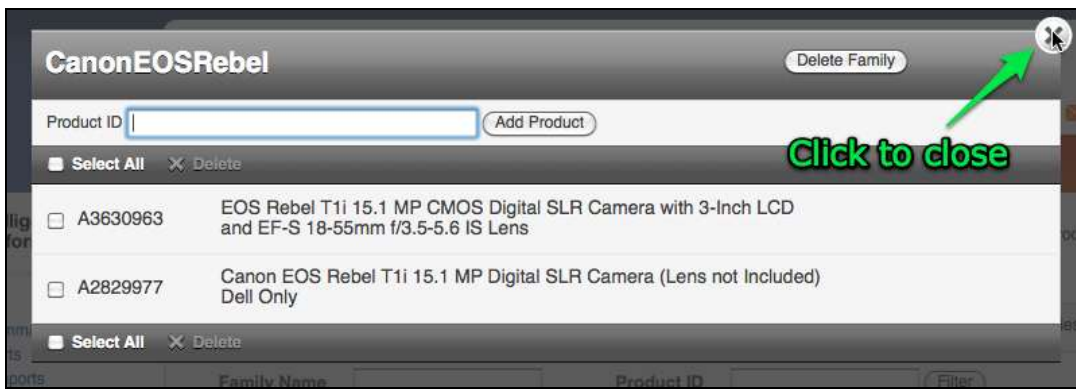 CanonEOSRebel
Delete Family
Product ID
Add Product
Click to close
Select All
Delete
A3630963
EOS Rebel T1i 15.1 MP CMOS Digital SLR Camera with 3-Inch LCD
and EF-S 18-55mm f/3.5-5.6 IS Lens
A2829977
Canon EOS Rebel T1i 15.1 MP Digital SLR Camera (Lens not Included)
Dell Only
Select All
Delete
Family Name
Product ID
Filter